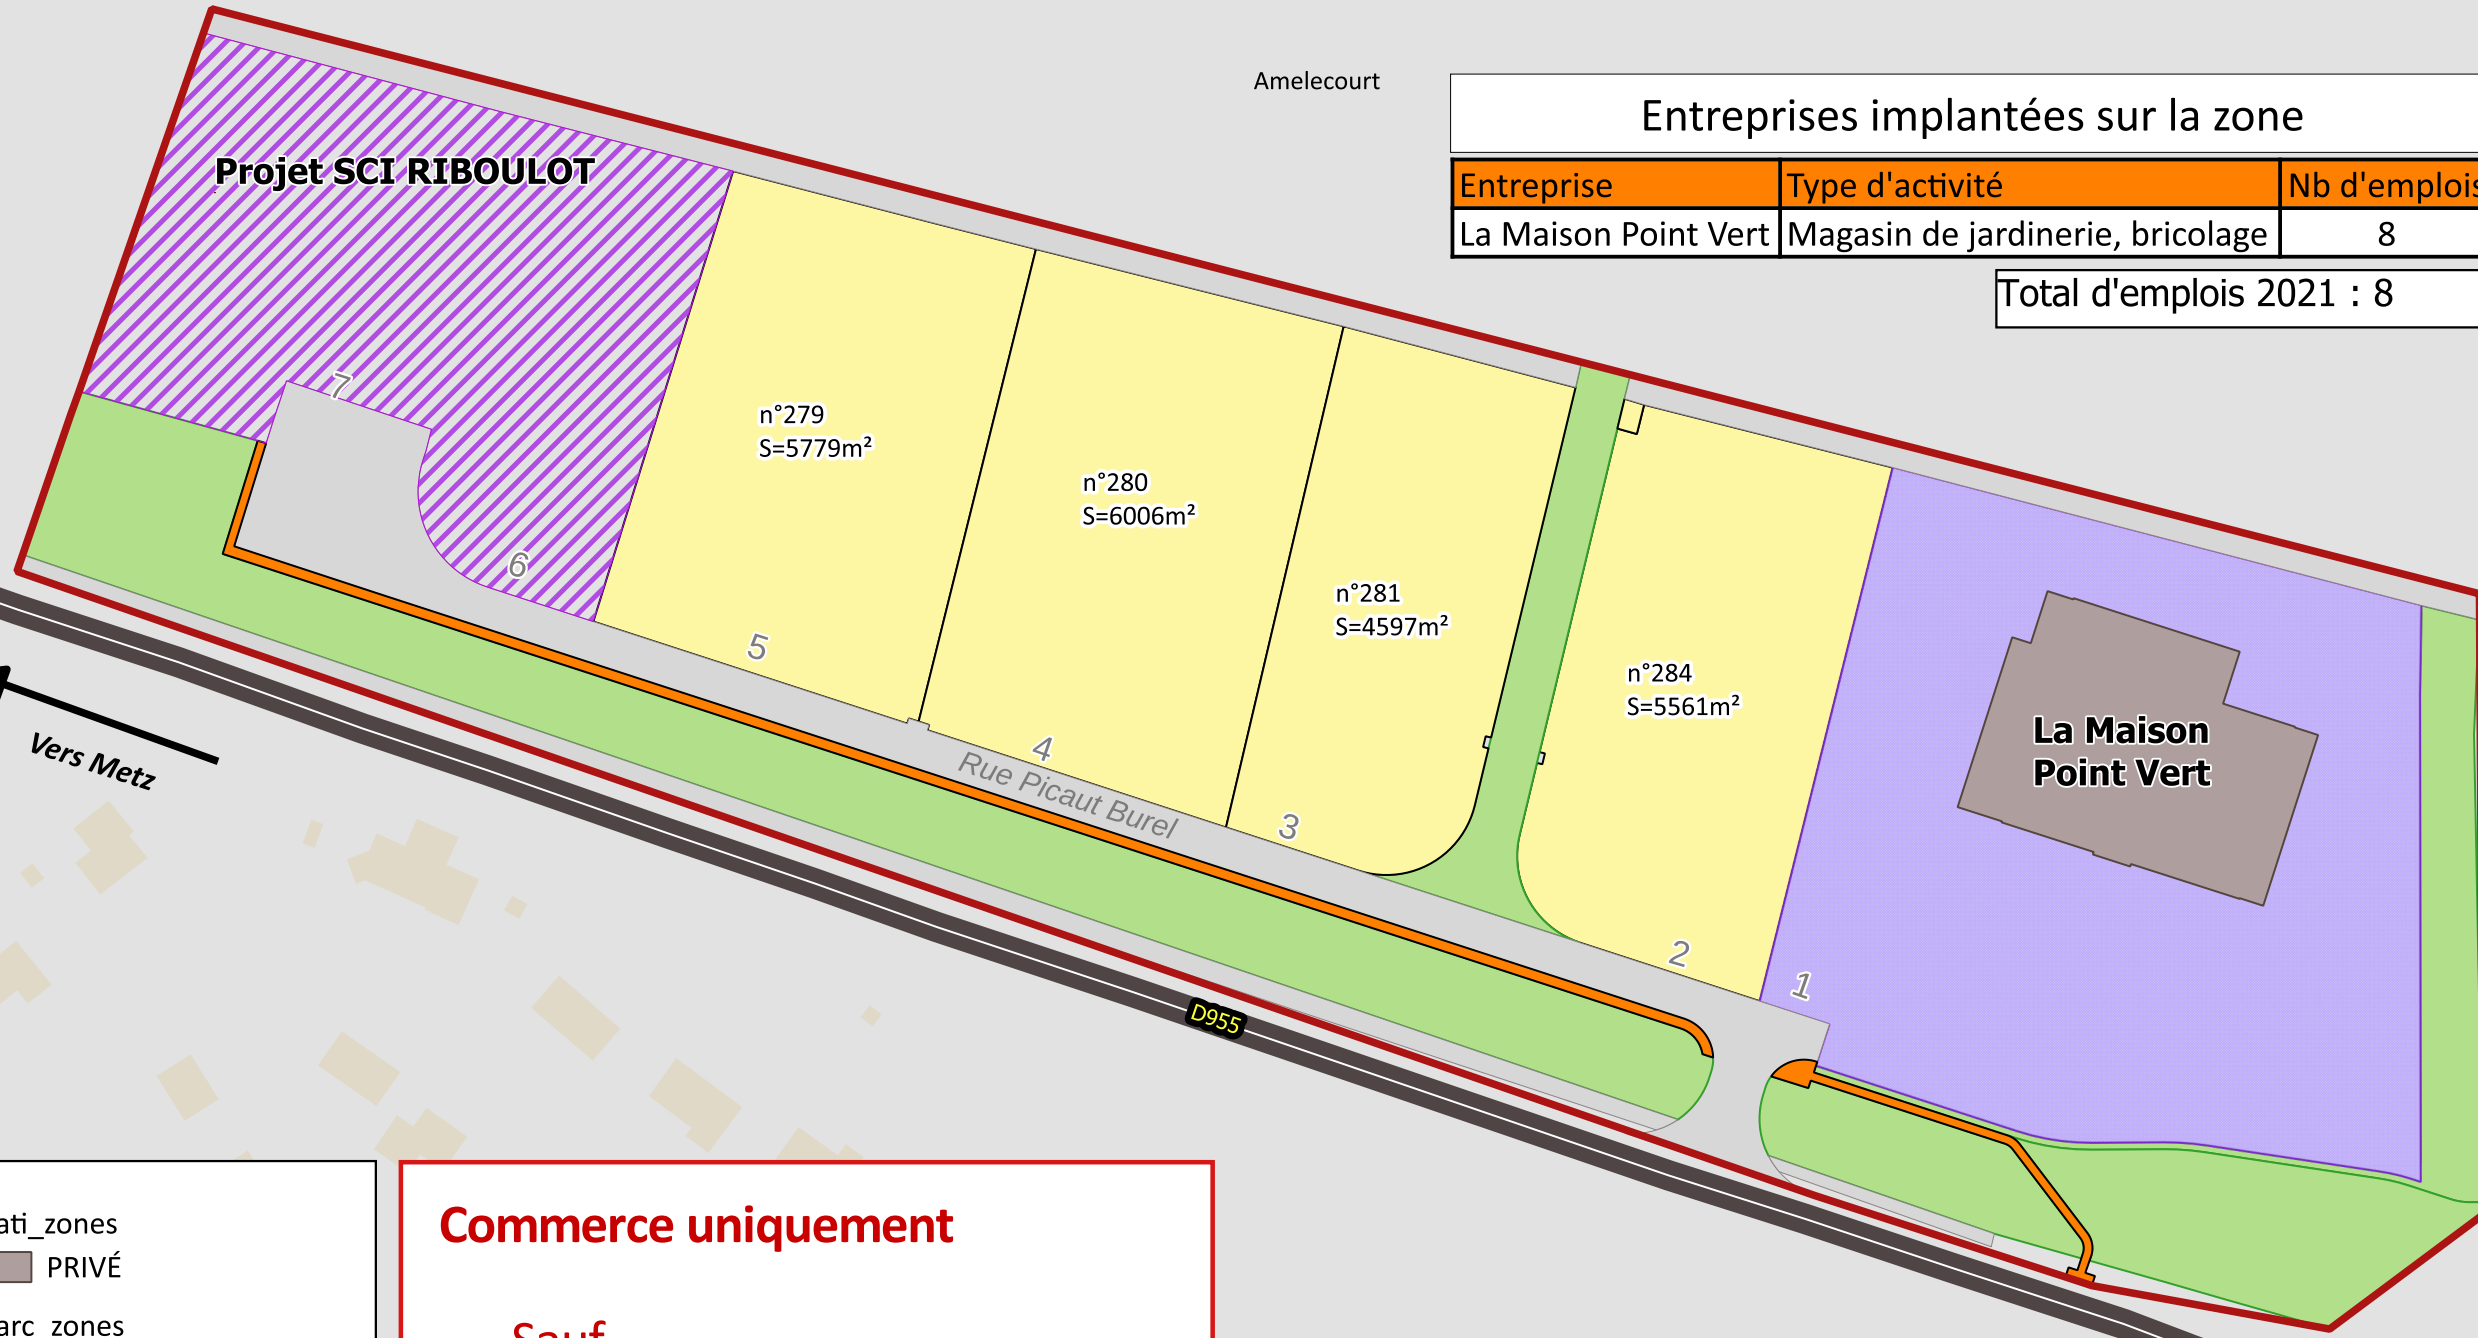 Amelecourt
Entreprises implantées sur la zone
Entreprise Type d'activité Nb d'emplois
La Maison Point Vert Magasin de jardinerie, bricolage 8
Total d'emplois 2021 : 8
Projet SCI RIBOULOT
7
n°279
S=5779m²
n°280
S=6006m²
6
n°281
S=4597m²
5
n°284
S=5561m²
La Maison
Point Vert
4
Rue Picaut Burel
Vers Metz
3
2
1
D955
ati_zones
PRIVÉ
arc_zones
Commerce uniquement
Sauf